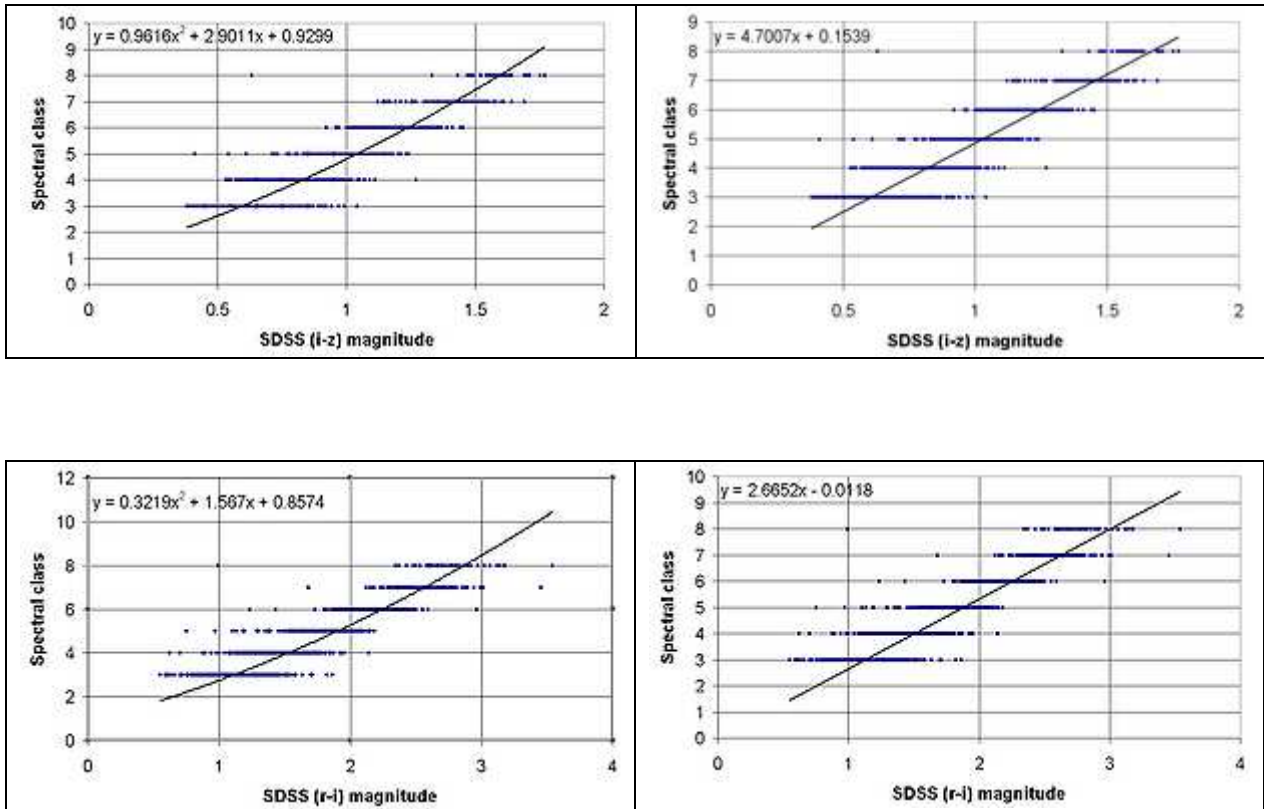 10
y = 0.9616x² + 2.9011x + 0.9299
9
8
7
6
5
4
3
2
1
0
Spectral class
0 0.5 1 1.5 2
SDSS (i-z) magnitude
9
y = 4.7007x + 0.1539
8
7
6
5
4
3
2
1
0
Spectral class
0 0.5 1 1.5 2
SDSS (i-z) magnitude
12
y = 0.3219x² + 1.567x + 0.8574
10
8
6
4
2
0
Spectral class
0 1 2 3 4
SDSS (r-i) magnitude
10
y = 2.6652x - 0.0118
9
8
7
6
5
4
3
2
1
0
Spectral class
0 1 2 3 4
SDSS (r-i) magnitude